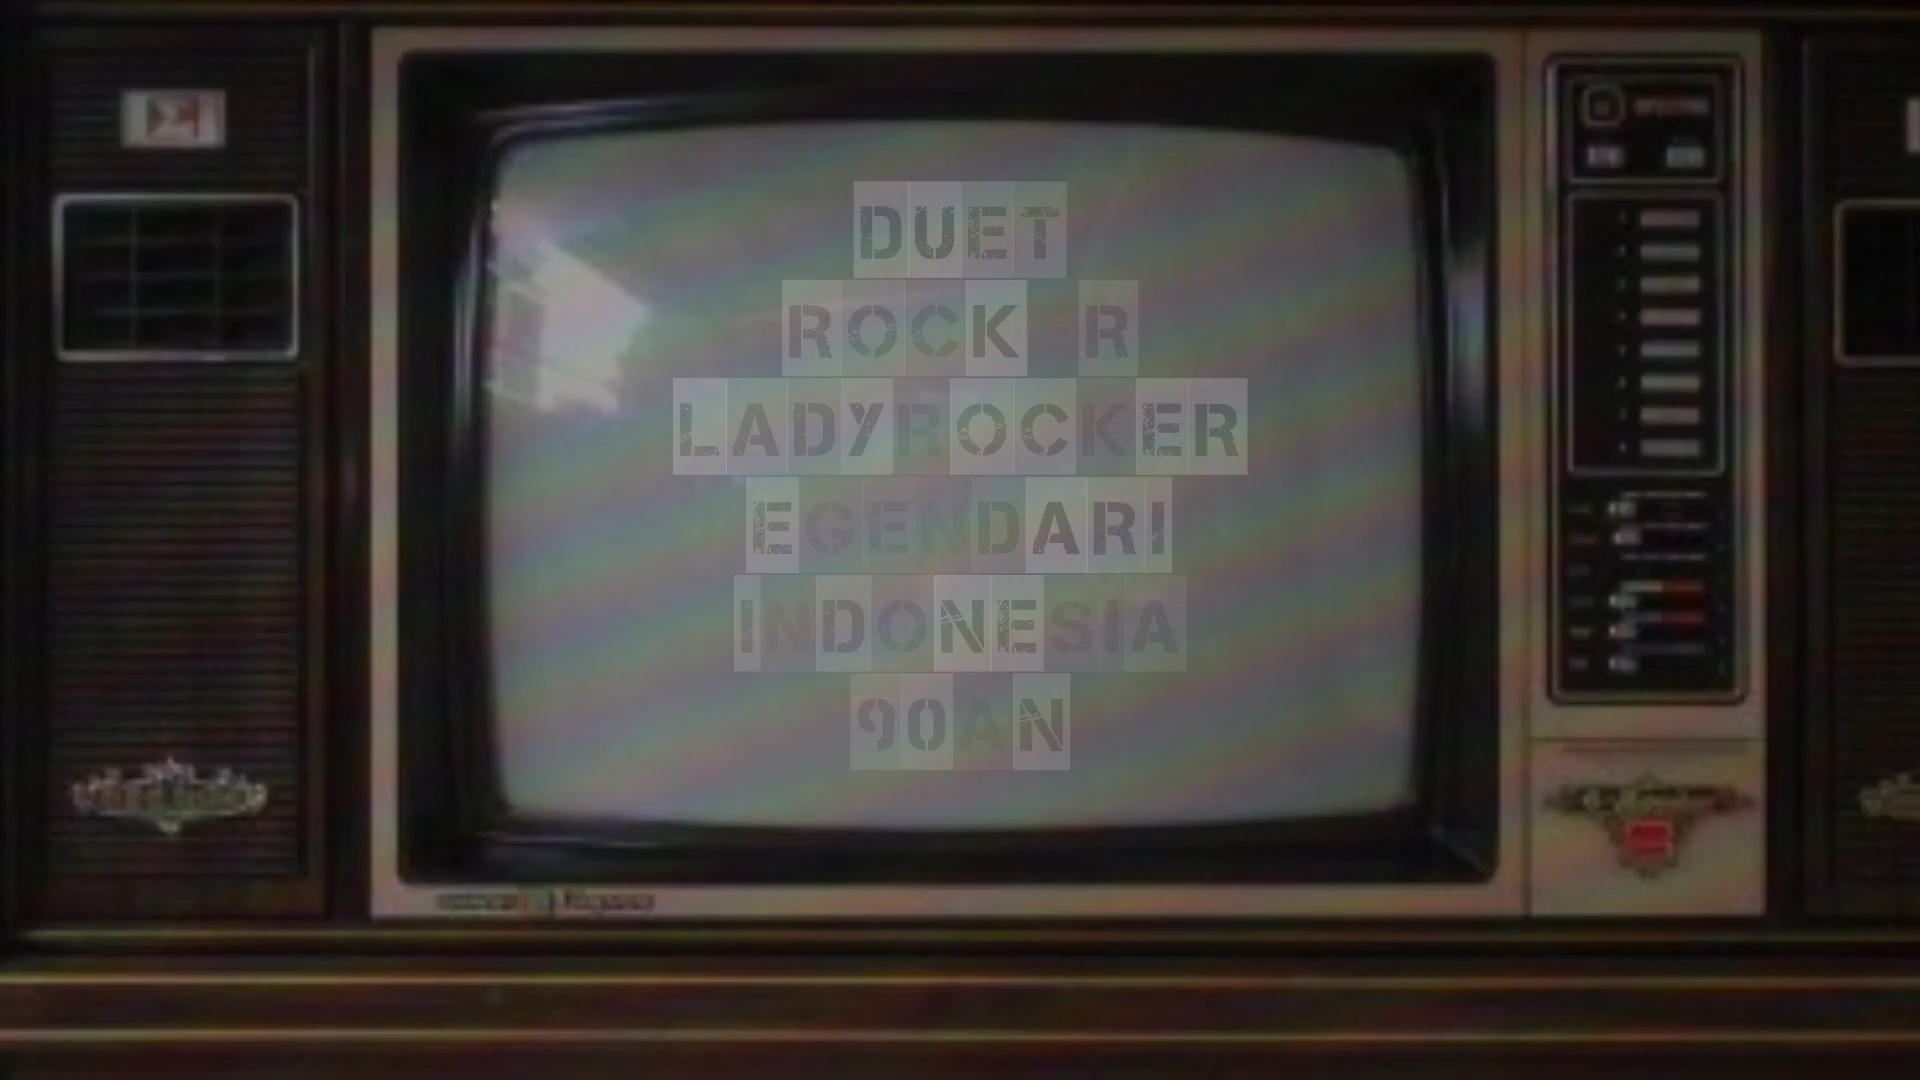 DUET
ROCK R
LADYROCKER
EGENDARI
INDONESIA
90AN